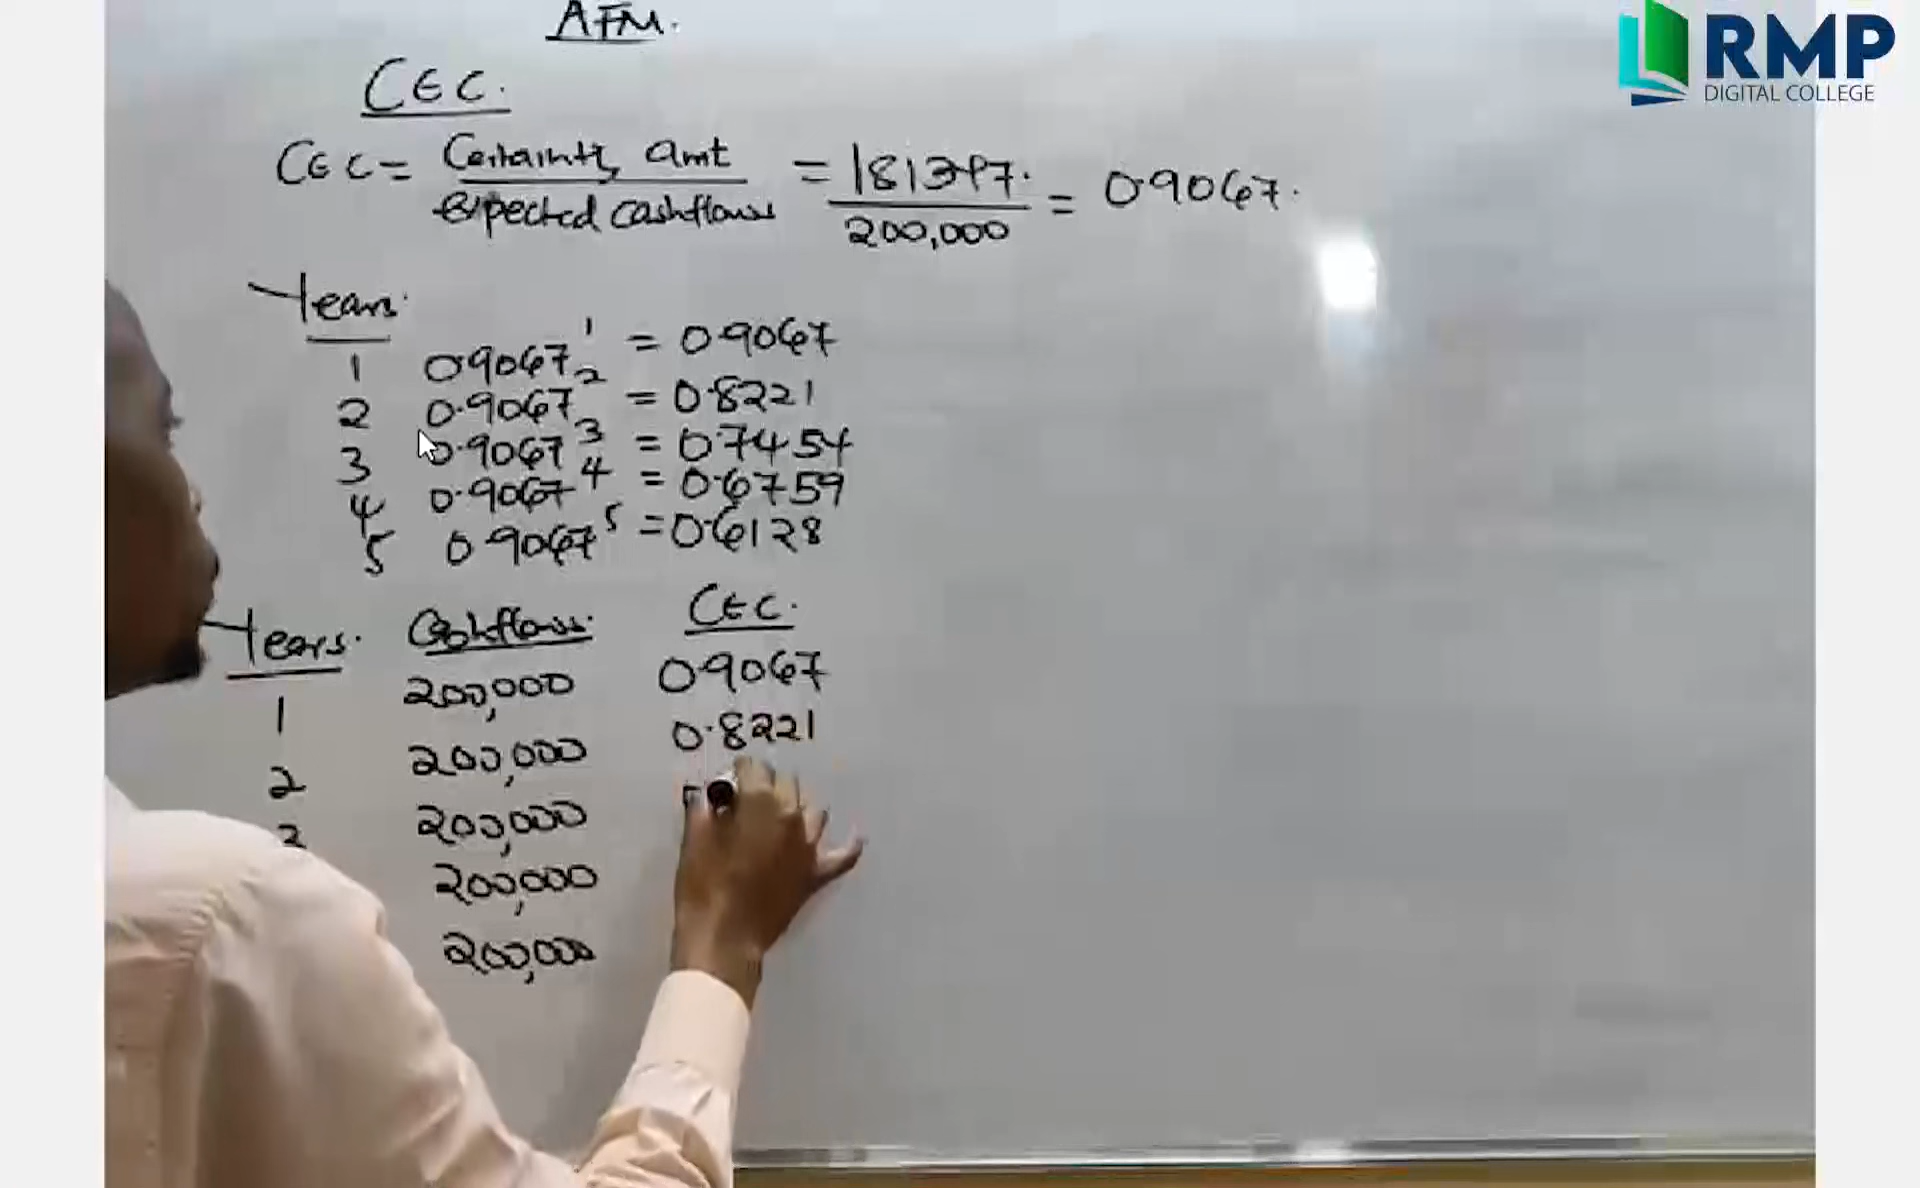 AFM.
RMP
DIGITAL COLLEGE
CEC.
CEC = Certainty amt / expected cashflows = 181347. / 200,000 = 0.9067.
Years.
1 0.9067^1 = 0.9067
2 0.9067^2 = 0.8221
3 0.9067^3 = 0.7454
4 0.9067^4 = 0.6759
5 0.9067^5 = 0.6128
Years. Cashflows. CEC.
1 200,000 0.9067
2 200,000 0.8221
3 200,000
200,000
200,000